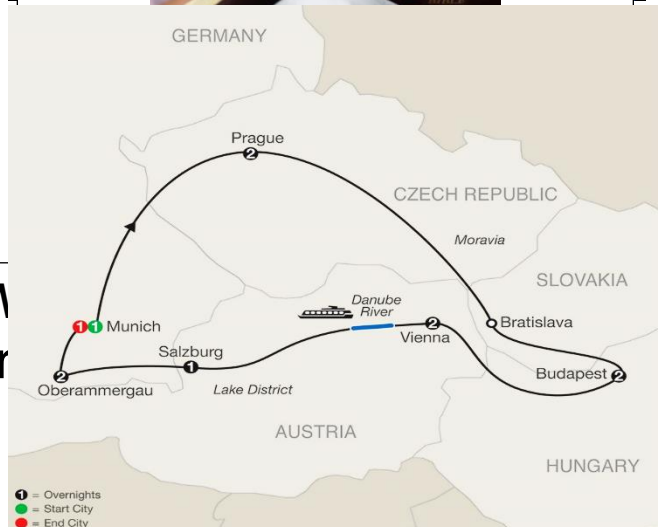 GERMANY
Prague
2
CZECH REPUBLIC
Moravia
SLOVAKIA
Danube
River
1 1 Munich
2
Vienna
Bratislava
Salzburg
1
Budapest 2
2
Oberammergau
Lake District
AUSTRIA
HUNGARY
1 = Overnights
= Start City
= End City